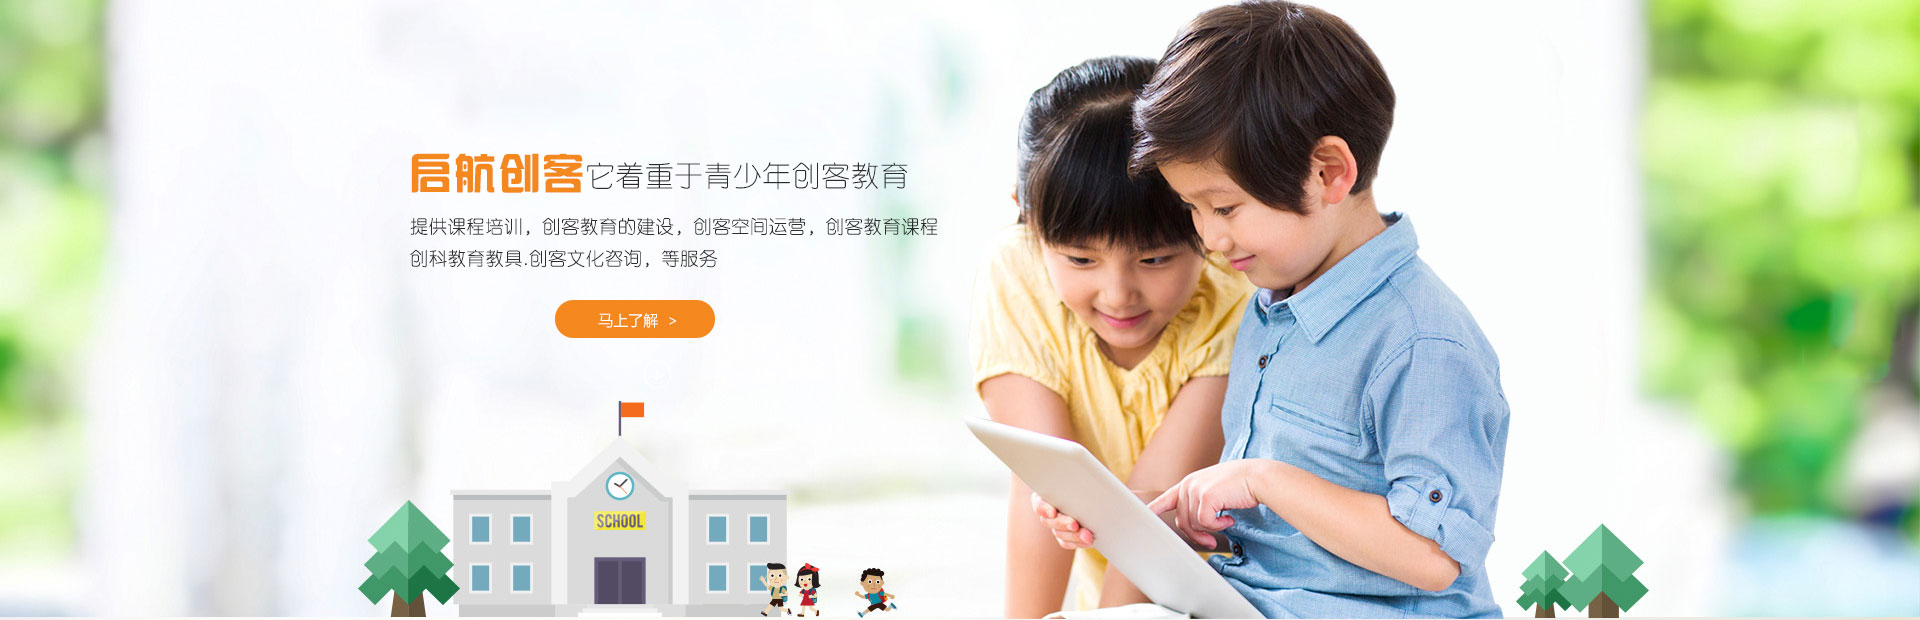 启航创客它着重于青少年创客教育
提供课程培训，创客教育的建设，创客空间运营，创客教育课程
创科教育教具.创客文化咨询，等服务
马上了解 >
SCHOOL